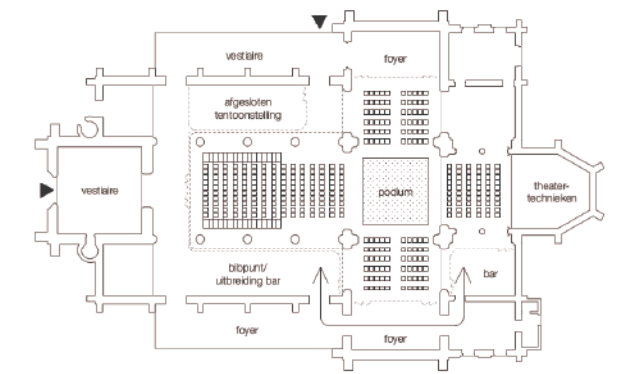 vestiaire
foyer
afgesloten
tentoonstelling
vestiaire
podium
theater-
technieken
bibpunt/
uitbreiding bar
bar
foyer
foyer